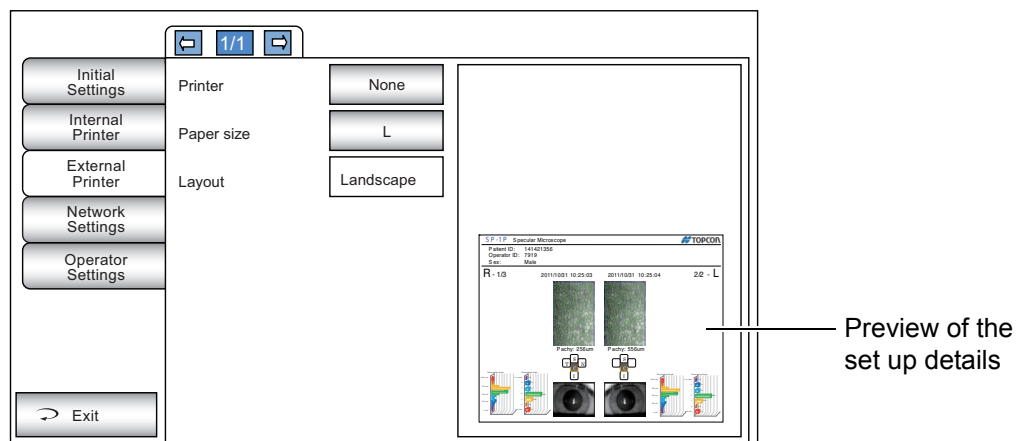 1/1
Initial
Settings
Internal
Printer
External
Printer
Network
Settings
Operator
Settings
Exit
Printer
None
Paper size
L
Layout
Landscape
SP-1P Specular Microscope
TOPCON
Patient ID: 141421356
Operator ID: 7919
Sex: Male
R - 1/3 2011/10/31 10:25:03 2011/10/31 10:25:04 2/2 - L
Pachy: 256um Pachy: 556um
Preview of the
set up details